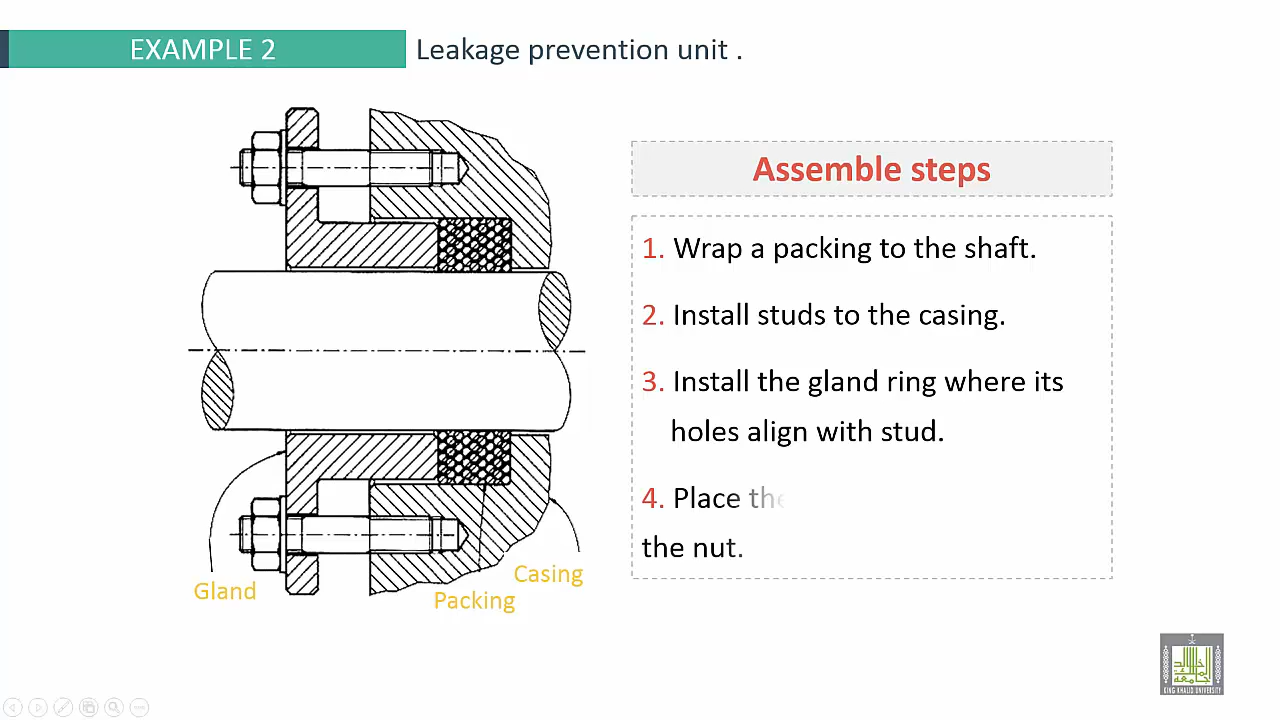 EXAMPLE 2
Leakage prevention unit .
Assemble steps
1. Wrap a packing to the shaft.
2. Install studs to the casing.
3. Install the gland ring where its
holes align with stud.
4. Place the
the nut.
Gland
Packing
Casing
KING KHALID UNIVERSITY